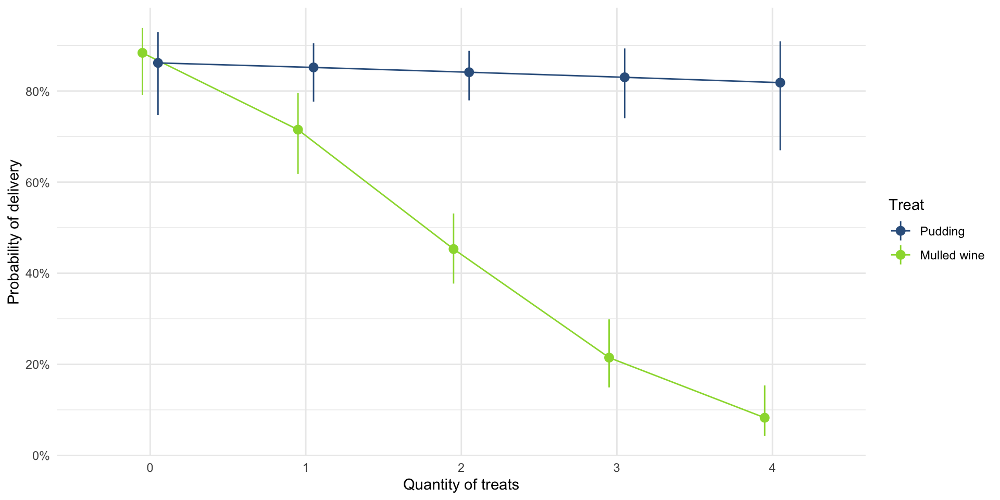 Probability of delivery
80%
60%
40%
20%
0%
0 1 2 3 4
Quantity of treats
Treat
Pudding
Mulled wine